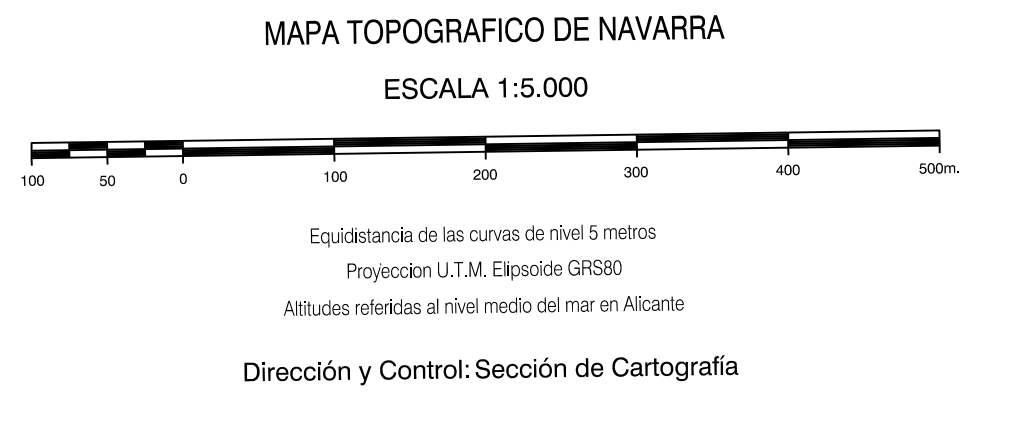 MAPA TOPOGRAFICO DE NAVARRA
ESCALA 1:5.000
100 50 0 100 200 300 400 500m.
Equidistancia de las curvas de nivel 5 metros
Proyeccion U.T.M. Elipsoide GRS80
Altitudes referidas al nivel medio del mar en Alicante
Dirección y Control: Sección de Cartografía